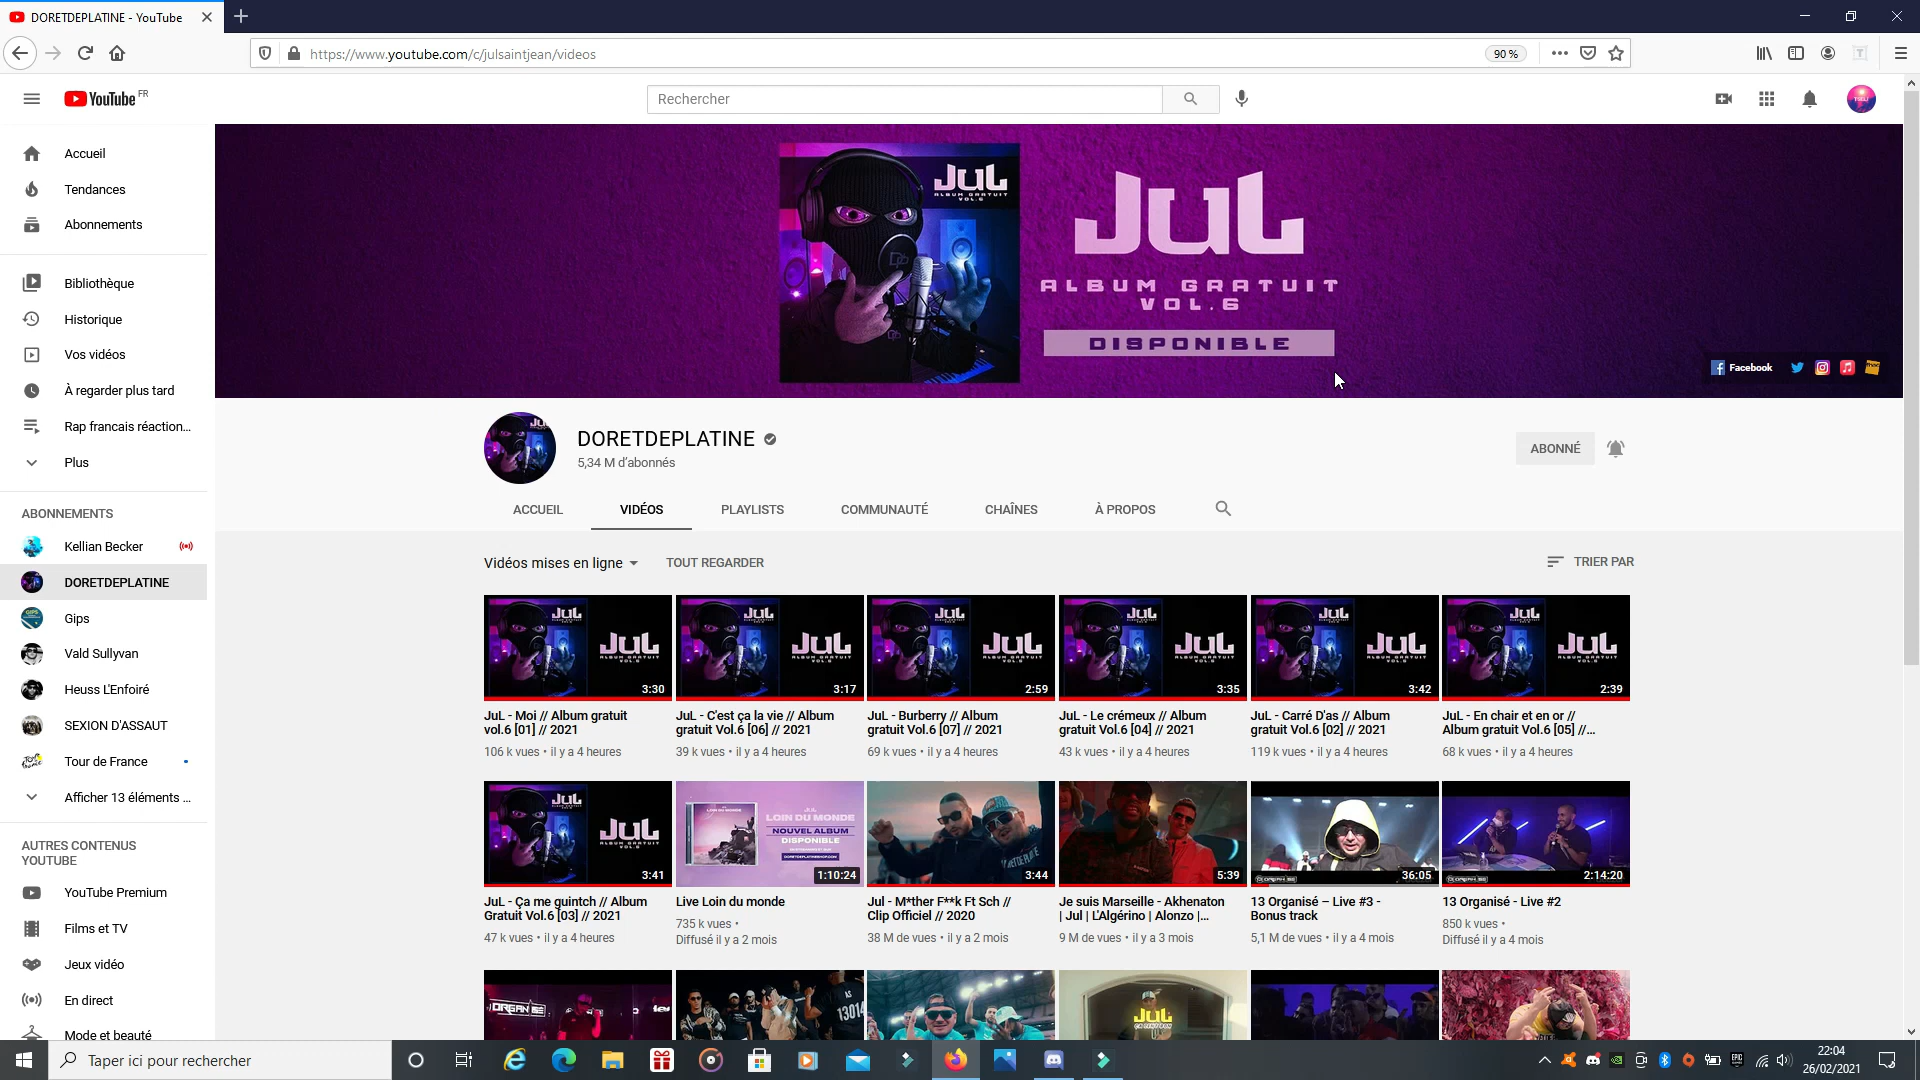 DORETDEPLATINE - YouTube
https://www.youtube.com/c/julsaintjean/videos
90 %
YouTube FR
Rechercher
Accueil
Tendances
Abonnements
Bibliothèque
Historique
Vos vidéos
À regarder plus tard
Rap francais réaction...
Plus
ABONNEMENTS
Kellian Becker
DORETDEPLATINE
Gips
Vald Sullyvan
Heuss L'Enfoiré
SEXION D'ASSAUT
Tour de France
Afficher 13 éléments ...
AUTRES CONTENUS
YOUTUBE
YouTube Premium
Films et TV
Jeux vidéo
En direct
Mode et beauté
JUL
ALBUM GRATUIT
VOL.6
JUL
ALBUM GRATUIT
VOL.6
DISPONIBLE
Facebook
DORETDEPLATINE
5,34 M d'abonnés
ABONNÉ
ACCUEIL
VIDÉOS
PLAYLISTS
COMMUNAUTÉ
CHAÎNES
À PROPOS
Vidéos mises en ligne
TOUT REGARDER
TRIER PAR
3:30
3:17
2:59
3:35
3:42
2:39
JuL - Moi // Album gratuit
vol.6 [01] // 2021
106 k vues • il y a 4 heures
JuL - C'est ça la vie // Album
gratuit Vol.6 [06] // 2021
39 k vues • il y a 4 heures
JuL - Burberry // Album
gratuit Vol.6 [07] // 2021
69 k vues • il y a 4 heures
JuL - Le crémeux // Album
gratuit Vol.6 [04] // 2021
43 k vues • il y a 4 heures
JuL - Carré D'as // Album
gratuit Vol.6 [02] // 2021
119 k vues • il y a 4 heures
JuL - En chair et en or //
Album gratuit Vol.6 [05] //...
68 k vues • il y a 4 heures
LOIN DU MONDE
NOUVEL ALBUM
DISPONIBLE
3:41
1:10:24
3:44
5:39
36:05
2:14:20
JuL - Ça me guintch // Album
Gratuit Vol.6 [03] // 2021
47 k vues • il y a 4 heures
Live Loin du monde
735 k vues •
Diffusé il y a 2 mois
Jul - M*ther F**k Ft Sch //
Clip Officiel // 2020
38 M de vues • il y a 2 mois
Je suis Marseille - Akhenaton
| Jul | L'Algérino | Alonzo |...
9 M de vues • il y a 3 mois
13 Organisé – Live #3 -
Bonus track
5,1 M de vues • il y a 4 mois
13 Organisé - Live #2
850 k vues •
Diffusé il y a 4 mois
Taper ici pour rechercher
22:04
26/02/2021